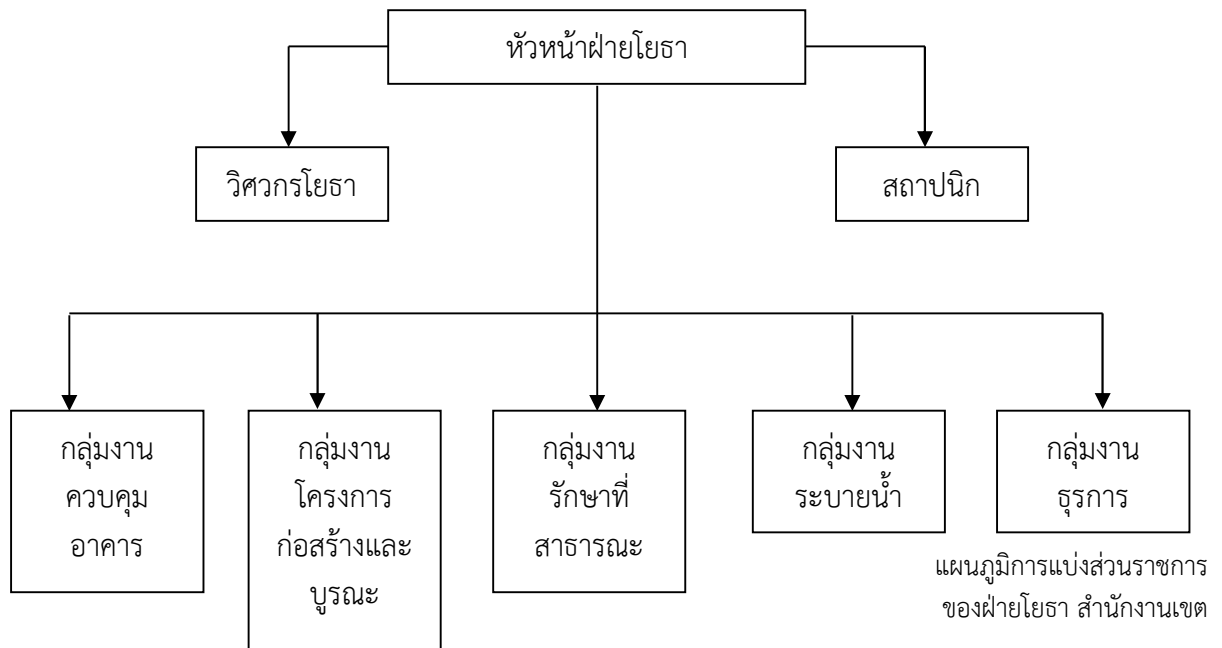 หัวหน้าฝ่ายโยธา
วิศวกรโยธา
สถาปนิก
กลุ่มงาน
ควบคุม
อาคาร
กลุ่มงาน
โครงการ
ก่อสร้างและ
บูรณะ
กลุ่มงาน
รักษาที่
สาธารณะ
กลุ่มงาน
ระบายน้ำ
กลุ่มงาน
ธุรการ
แผนภูมิการแบ่งส่วนราชการ
ของฝ่ายโยธา สำนักงานเขต